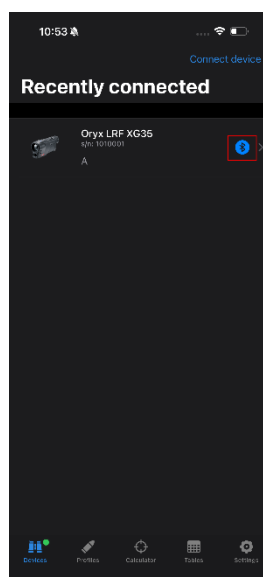 10:53
Connect device
Recently connected
Oryx LRF XG35
s/n: 1010001
A
Devices
Profiles
Calculator
Tables
Settings